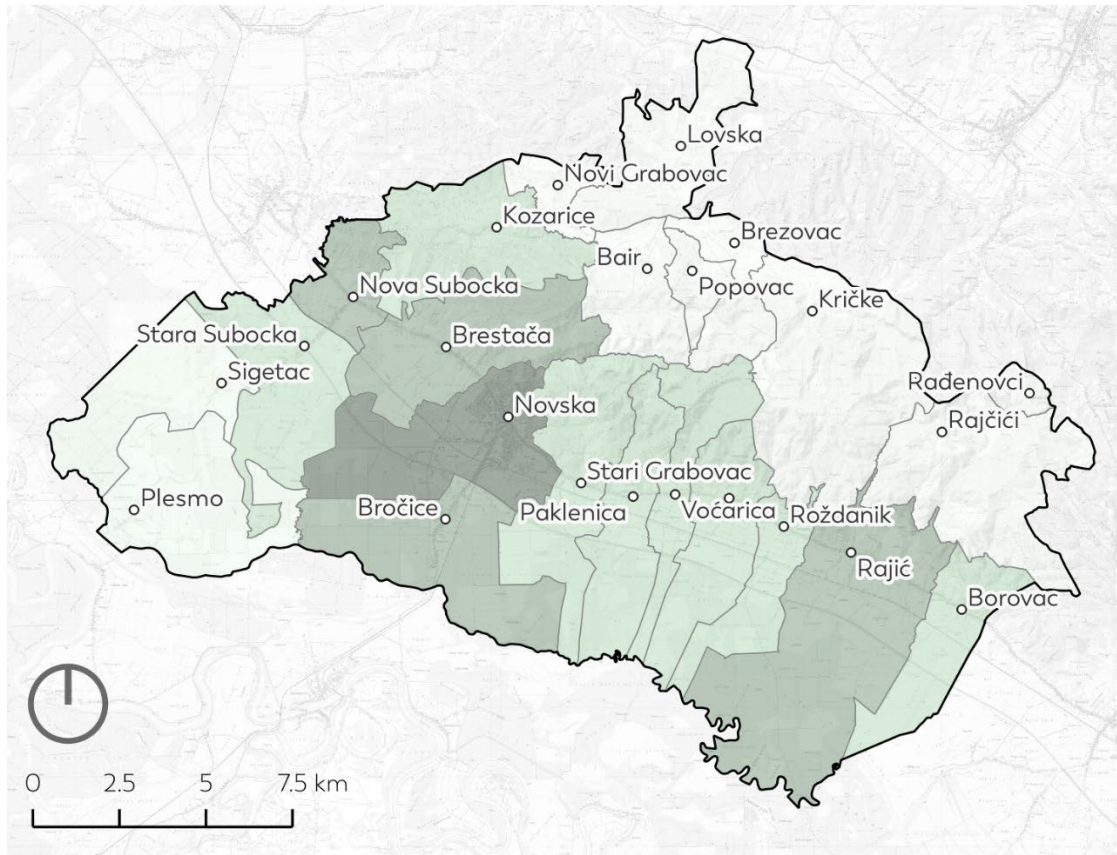 Lovska
Novi Grabovac
Kozarice
Brezovac
Bair
Popovac
Nova Subocka
Kričke
Stara Subocka
Brestača
Sigetac
Rađenovci
Novska
Rajčići
Stari Grabovac
Plesmo
Bročice
Paklenica
Voćarica
Roždanik
Rajić
Borovac
0 2.5 5 7.5 km